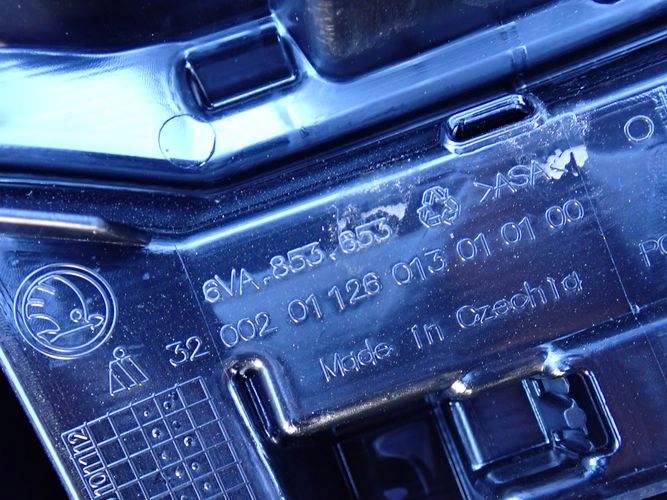 6VA.853.653 >ASA<
32 002 01 126 013 01 01 00
Made in Czechia